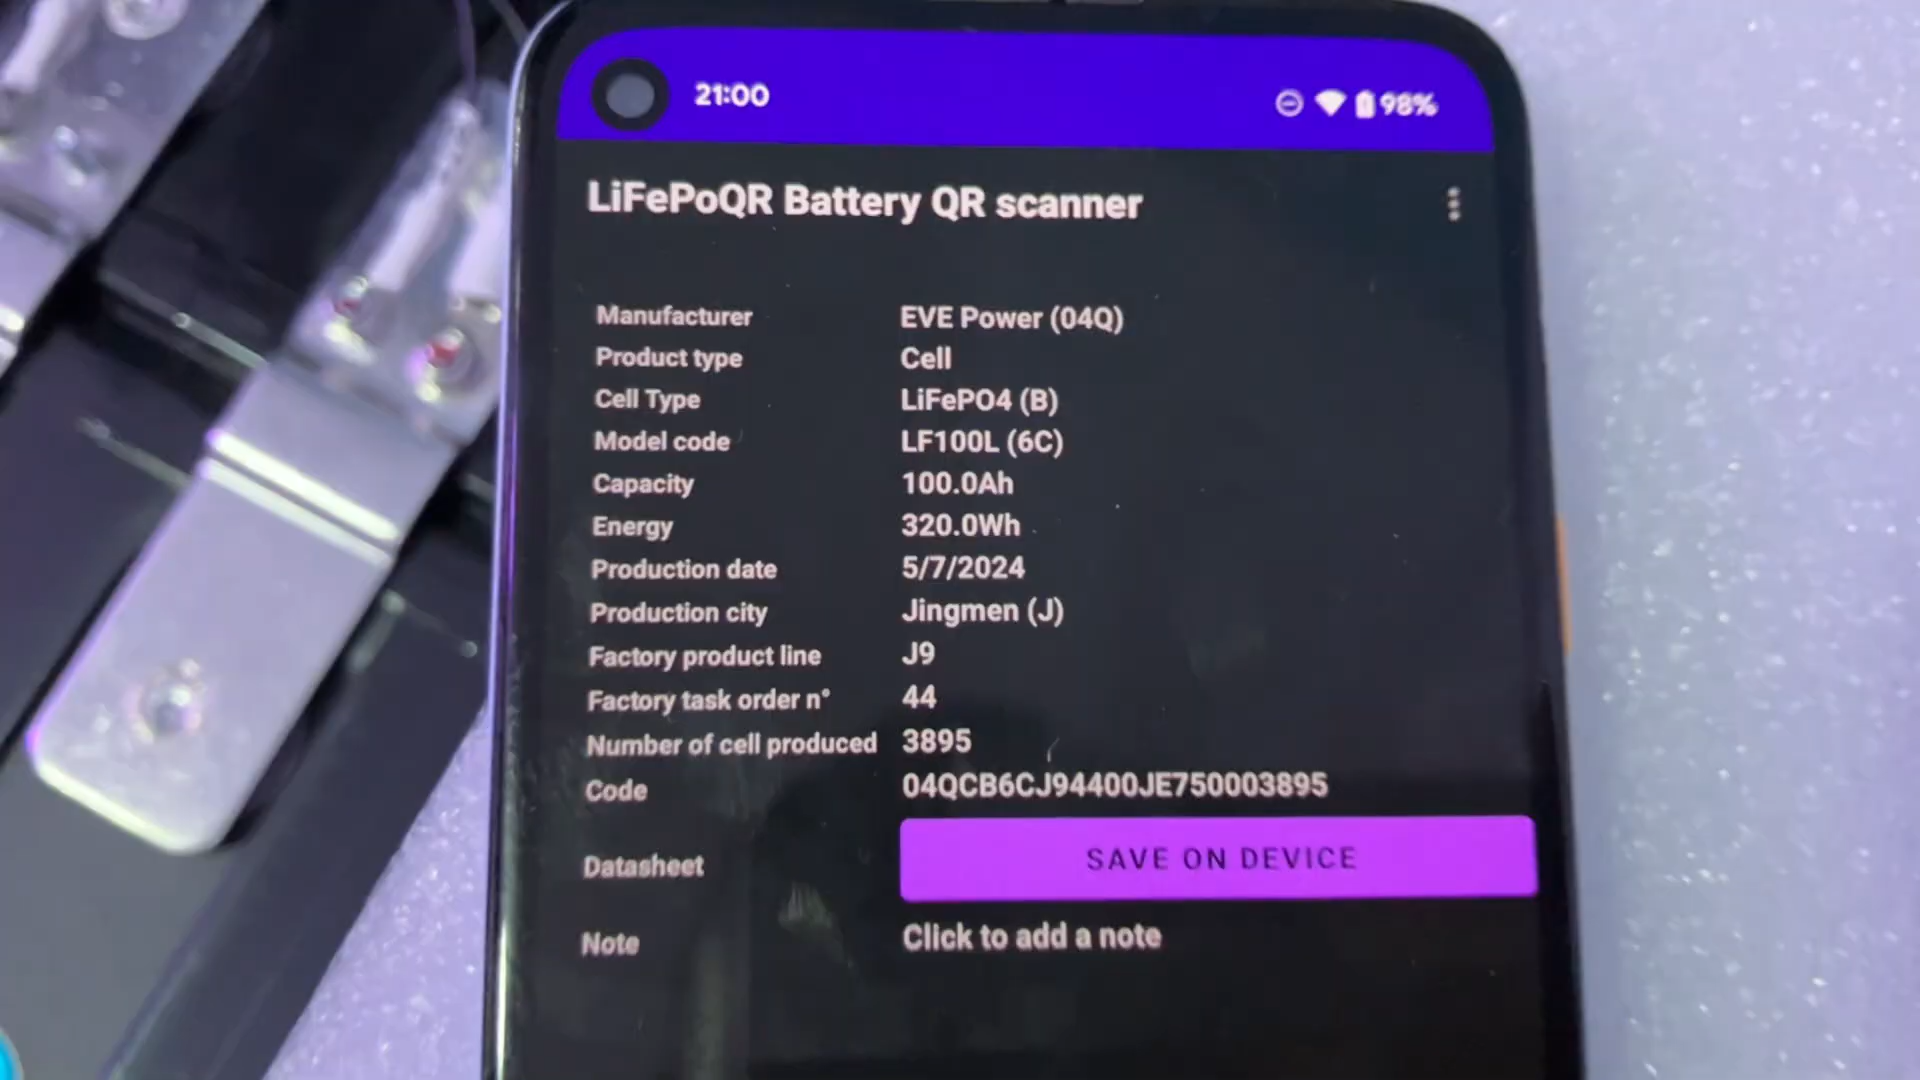 21:00
98%
LiFePoQR Battery QR scanner
Manufacturer EVE Power (04Q)
Product type Cell
Cell Type LiFePO4 (B)
Model code LF100L (6C)
Capacity 100.0Ah
Energy 320.0Wh
Production date 5/7/2024
Production city Jingmen (J)
Factory product line J9
Factory task order n° 44
Number of cell produced 3895
Code 04QCB6CJ94400JE750003895
Datasheet SAVE ON DEVICE
Note Click to add a note